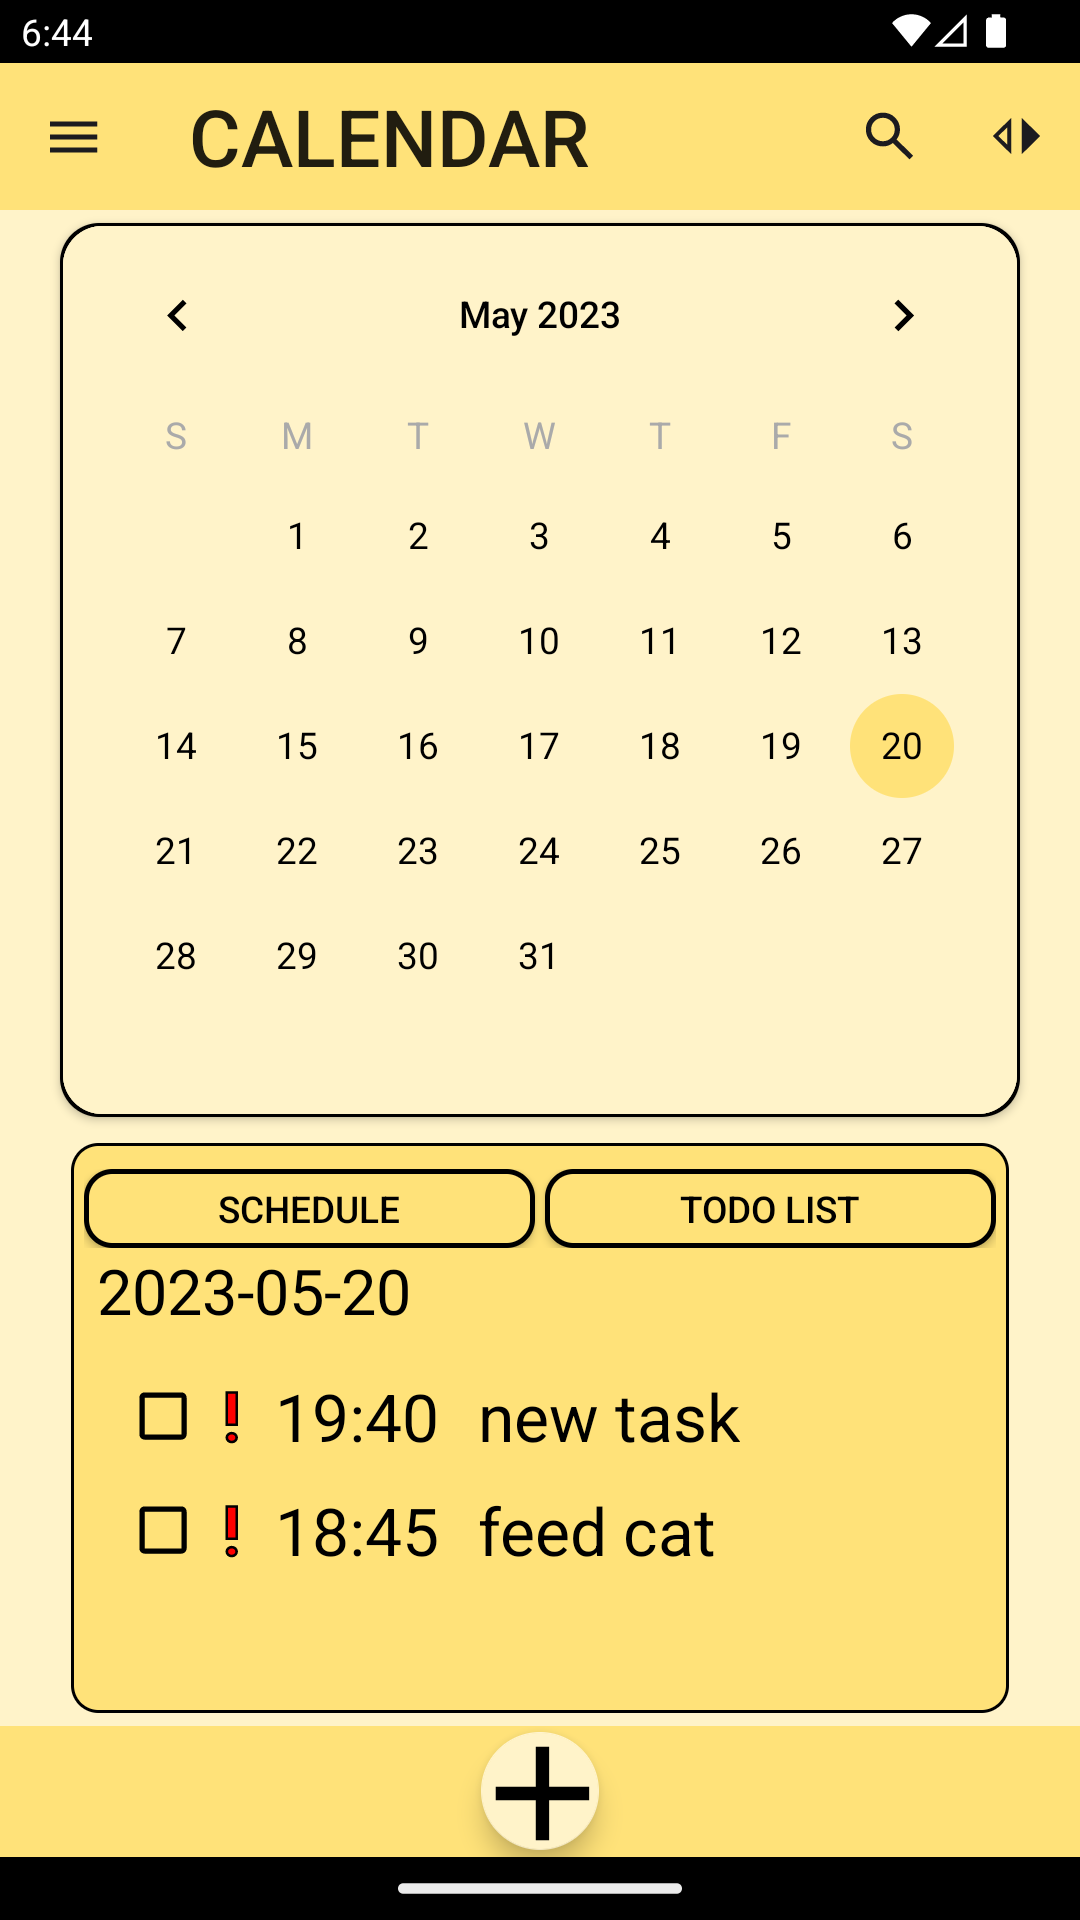 6:44
CALENDAR
May 2023
S M T W T F S
1 2 3 4 5 6
7 8 9 10 11 12 13
14 15 16 17 18 19 20
21 22 23 24 25 26 27
28 29 30 31
SCHEDULE TODO LIST
2023-05-20
! 19:40 new task
! 18:45 feed cat